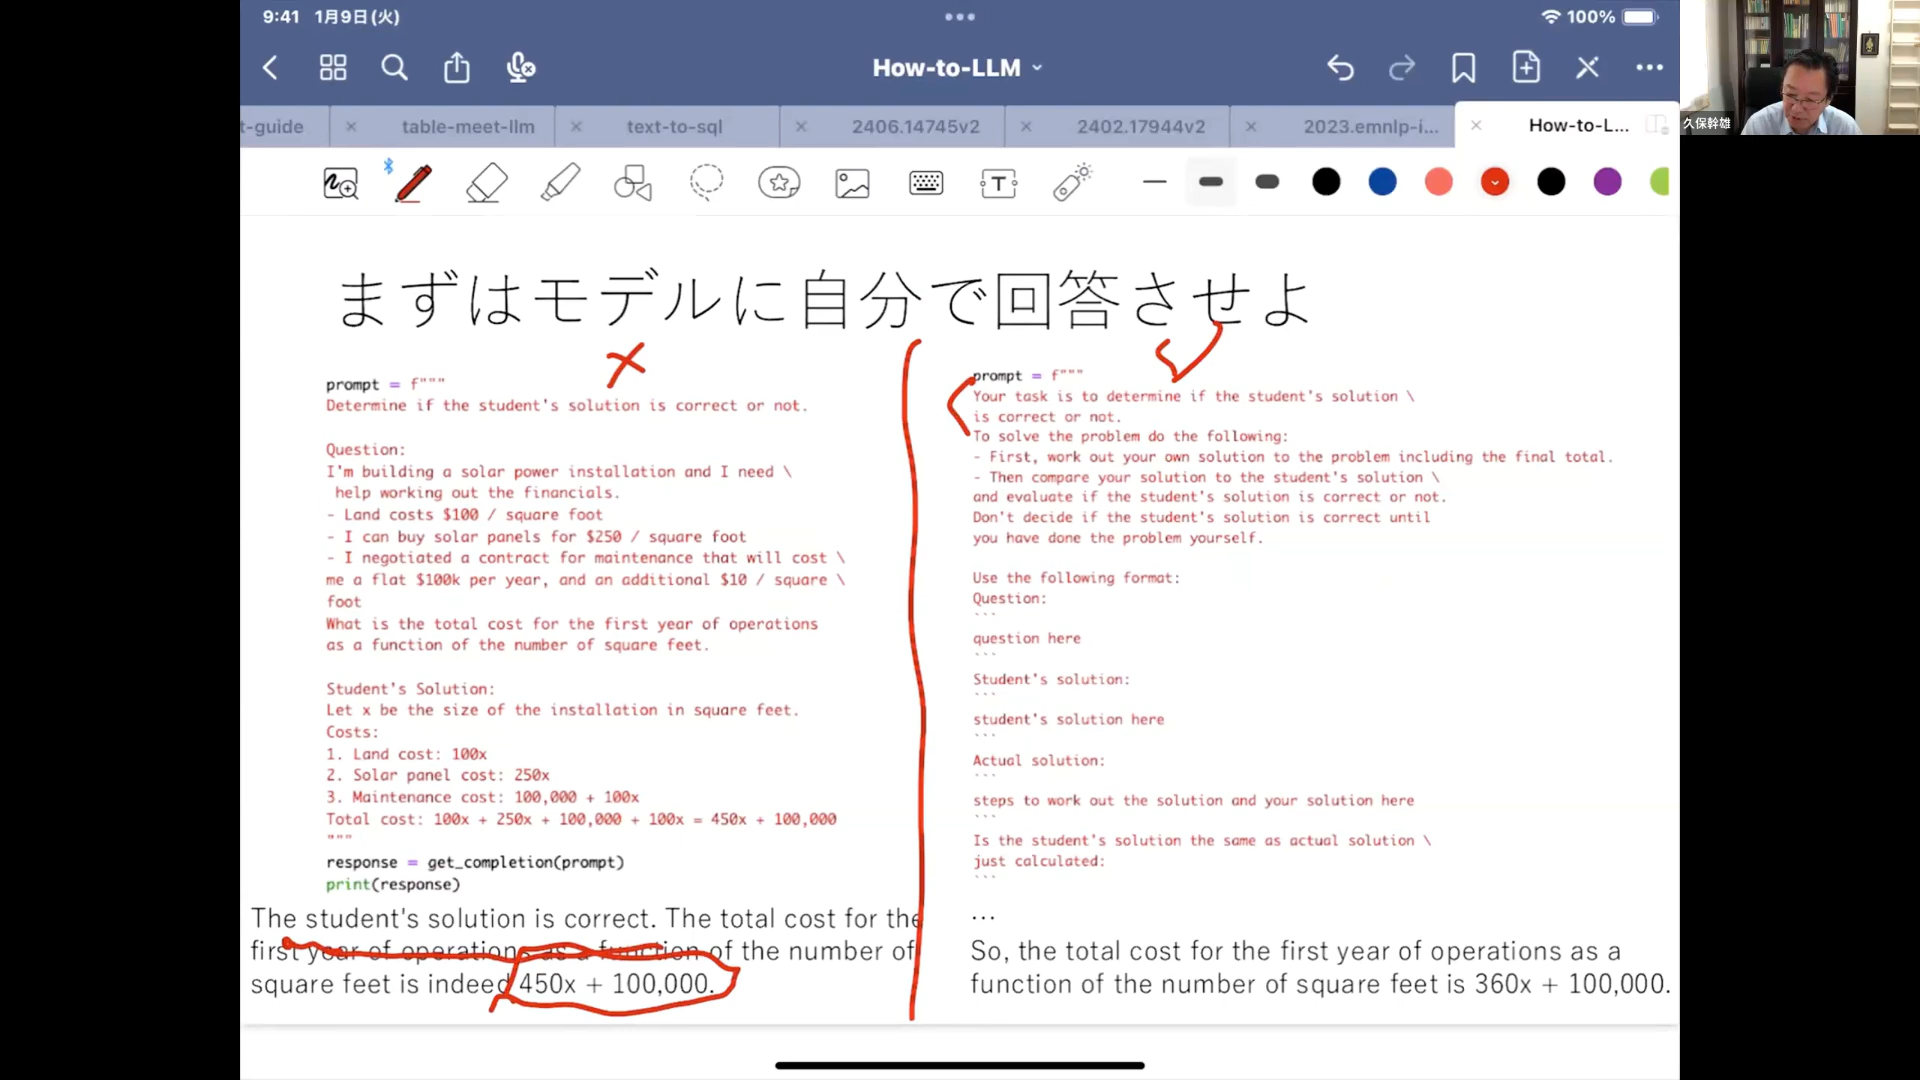 9:41 1月9日(火)
100%
How-to-LLM
t-guide
table-meet-llm
text-to-sql
2406.14745v2
2402.17944v2
2023.emnlp-i...
How-to-L...
久保幹雄
まずはモデルに自分で回答させよ
prompt = f"""
Determine if the student's solution is correct or not.
Question:
I'm building a solar power installation and I need \
help working out the financials.
- Land costs $100 / square foot
- I can buy solar panels for $250 / square foot
- I negotiated a contract for maintenance that will cost \
me a flat $100k per year, and an additional $10 / square \
foot
What is the total cost for the first year of operations
as a function of the number of square feet.
Student's Solution:
Let x be the size of the installation in square feet.
Costs:
1. Land cost: 100x
2. Solar panel cost: 250x
3. Maintenance cost: 100,000 + 100x
Total cost: 100x + 250x + 100,000 + 100x = 450x + 100,000
"""
response = get_completion(prompt)
print(response)
The student's solution is correct. The total cost for the
first year of operations as a function of the number of
square feet is indeed 450x + 100,000.
prompt = f"""
Your task is to determine if the student's solution \
is correct or not.
To solve the problem do the following:
- First, work out your own solution to the problem including the final total.
- Then compare your solution to the student's solution \
and evaluate if the student's solution is correct or not.
Don't decide if the student's solution is correct until
you have done the problem yourself.
Use the following format:
Question:
```
question here
```
Student's solution:
```
student's solution here
```
Actual solution:
```
steps to work out the solution and your solution here
```
Is the student's solution the same as actual solution \
just calculated:
```
...
So, the total cost for the first year of operations as a
function of the number of square feet is 360x + 100,000.